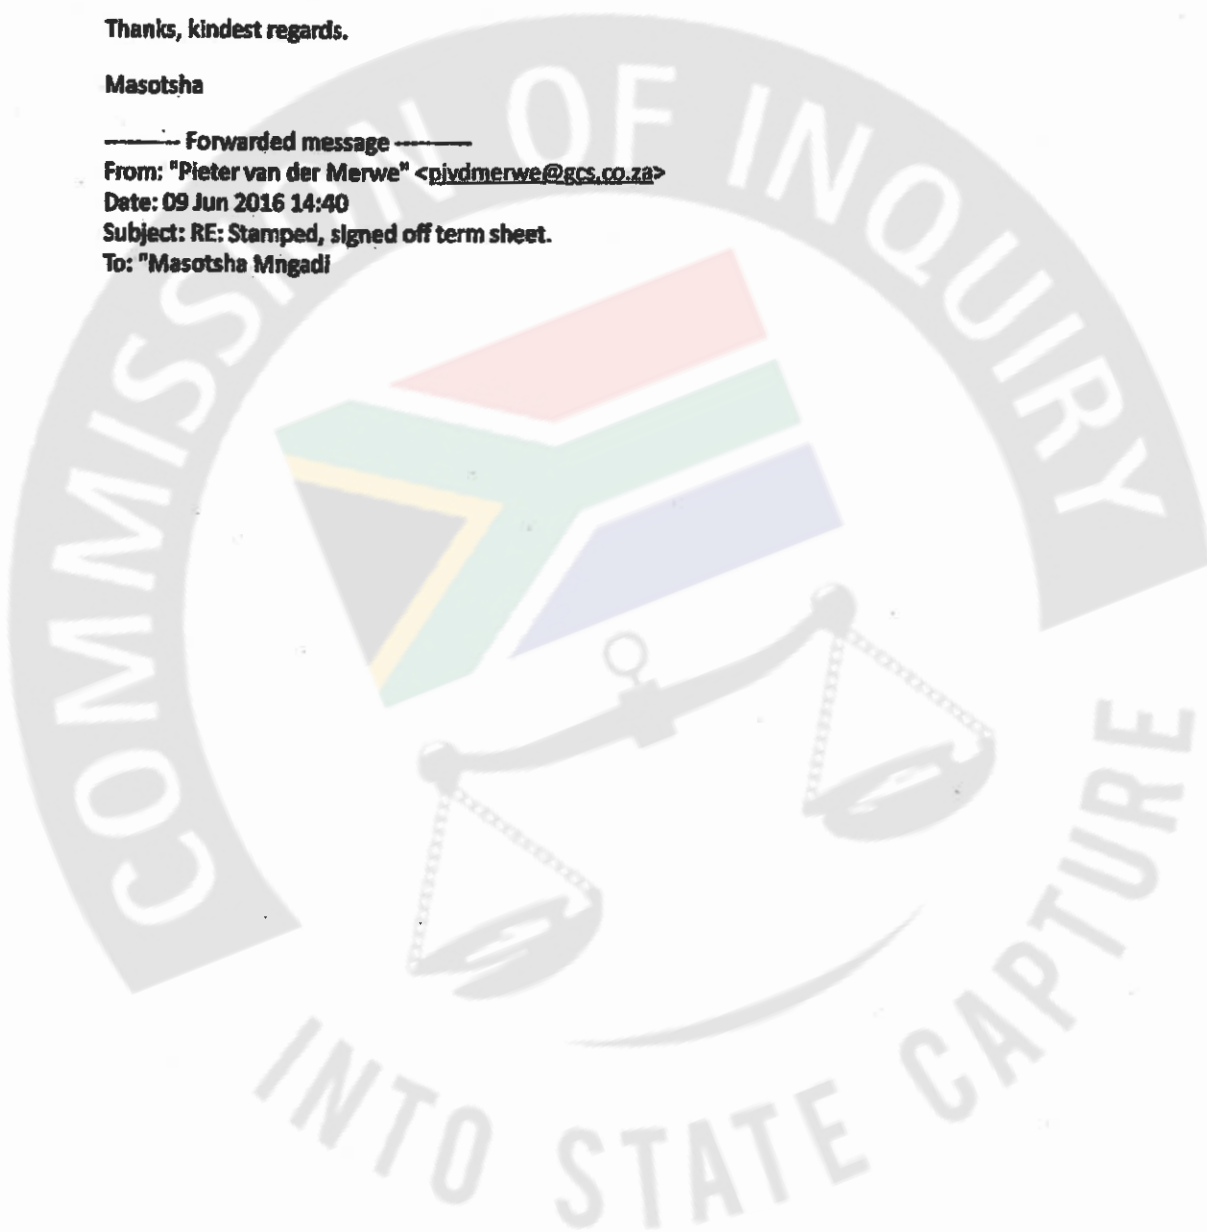 Thanks, kindest regards.
Masotsha
---------- Forwarded message ----------
From: "Pieter van der Merwe" <pjvdmerwe@gcs.co.za>
Date: 09 Jun 2016 14:40
Subject: RE: Stamped, signed off term sheet.
To: "Masotsha Mngadi
COMMISSION OF INQUIRY
INTO STATE CAPTURE